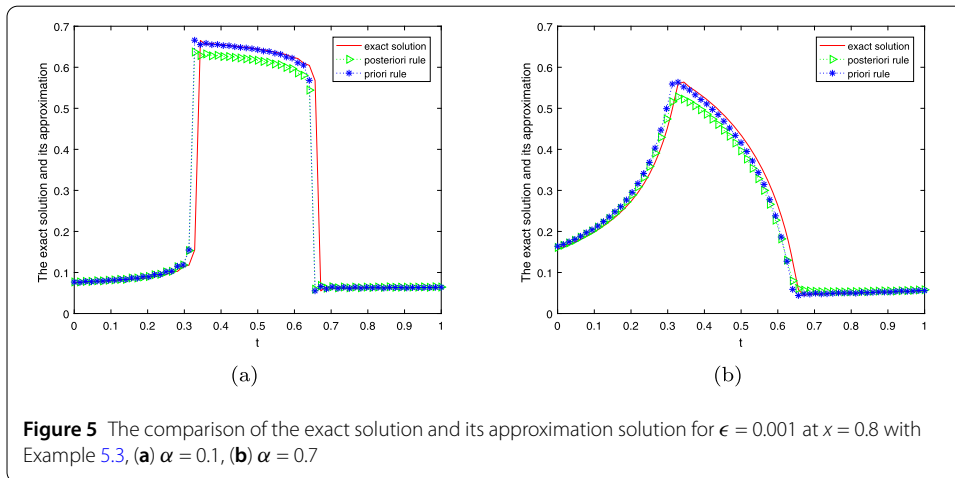 The exact solution and its approximation
0.7
0.6
0.5
0.4
0.3
0.2
0.1
0
0 0.1 0.2 0.3 0.4 0.5 0.6 0.7 0.8 0.9 1
t
exact solution
posteriori rule
priori rule
(a)
The exact solution and its approximation
0.7
0.6
0.5
0.4
0.3
0.2
0.1
0
0 0.1 0.2 0.3 0.4 0.5 0.6 0.7 0.8 0.9 1
t
exact solution
posteriori rule
priori rule
(b)
Figure 5 The comparison of the exact solution and its approximation solution for ϵ = 0.001 at x = 0.8 with
Example 5.3, (a) α = 0.1, (b) α = 0.7